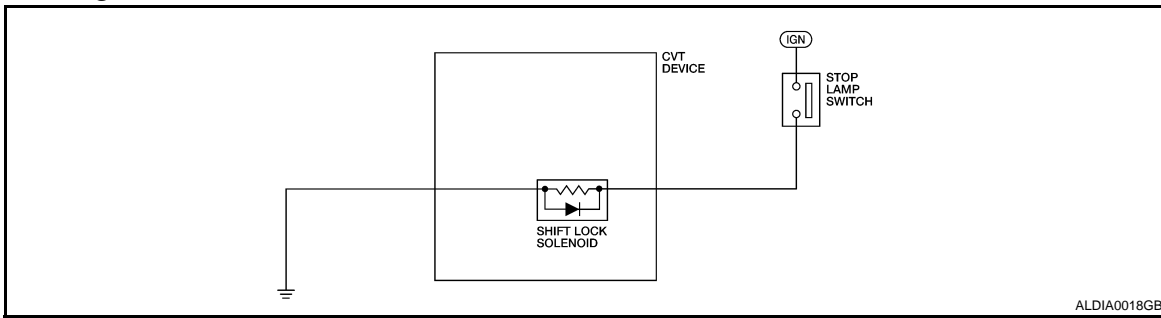 IGN
CVT
DEVICE
STOP
LAMP
SWITCH
SHIFT LOCK
SOLENOID
ALDIA0018GB